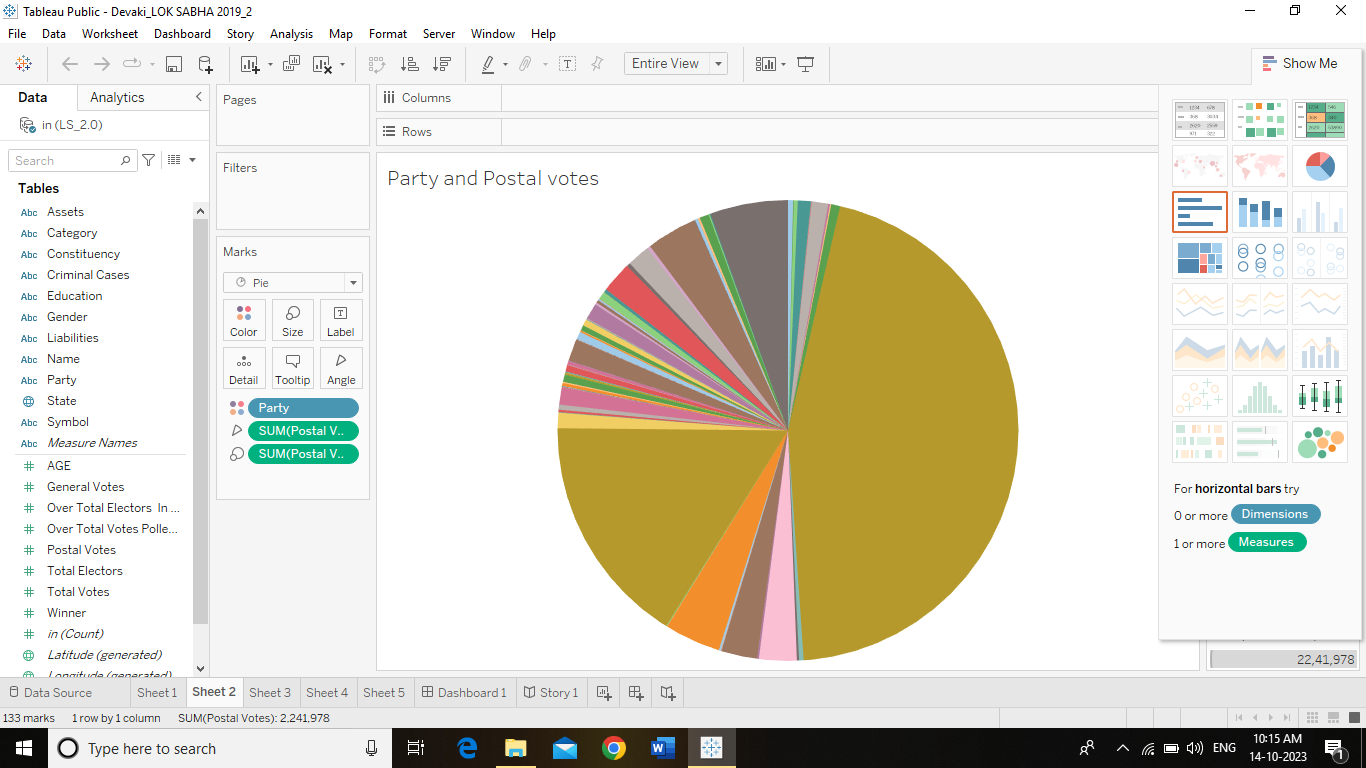 Tableau Public - Devaki_LOK SABHA 2019_2
File Data Worksheet Dashboard Story Analysis Map Format Server Window Help
Entire View
Show Me
Data Analytics
Pages
Columns
in (LS_2.0)
Rows
Search
Filters
Tables
Party and Postal votes
Abc Assets
Abc Category
Abc Constituency
Abc Criminal Cases
Abc Education
Abc Gender
Abc Liabilities
Abc Name
Abc Party
State
Abc Symbol
Abc Measure Names
AGE
General Votes
Over Total Electors In ...
Over Total Votes Polle...
Postal Votes
Total Electors
Total Votes
Winner
in (Count)
Latitude (generated)
Longitude (generated)
Marks
Pie
Color Size Label
Detail Tooltip Angle
Party
SUM(Postal V..
SUM(Postal V..
For horizontal bars try
0 or more Dimensions
1 or more Measures
22,41,978
Data Source Sheet 1 Sheet 2 Sheet 3 Sheet 4 Sheet 5 Dashboard 1 Story 1
133 marks 1 row by 1 column SUM(Postal Votes): 2,241,978
Type here to search
ENG
10:15 AM
14-10-2023
1